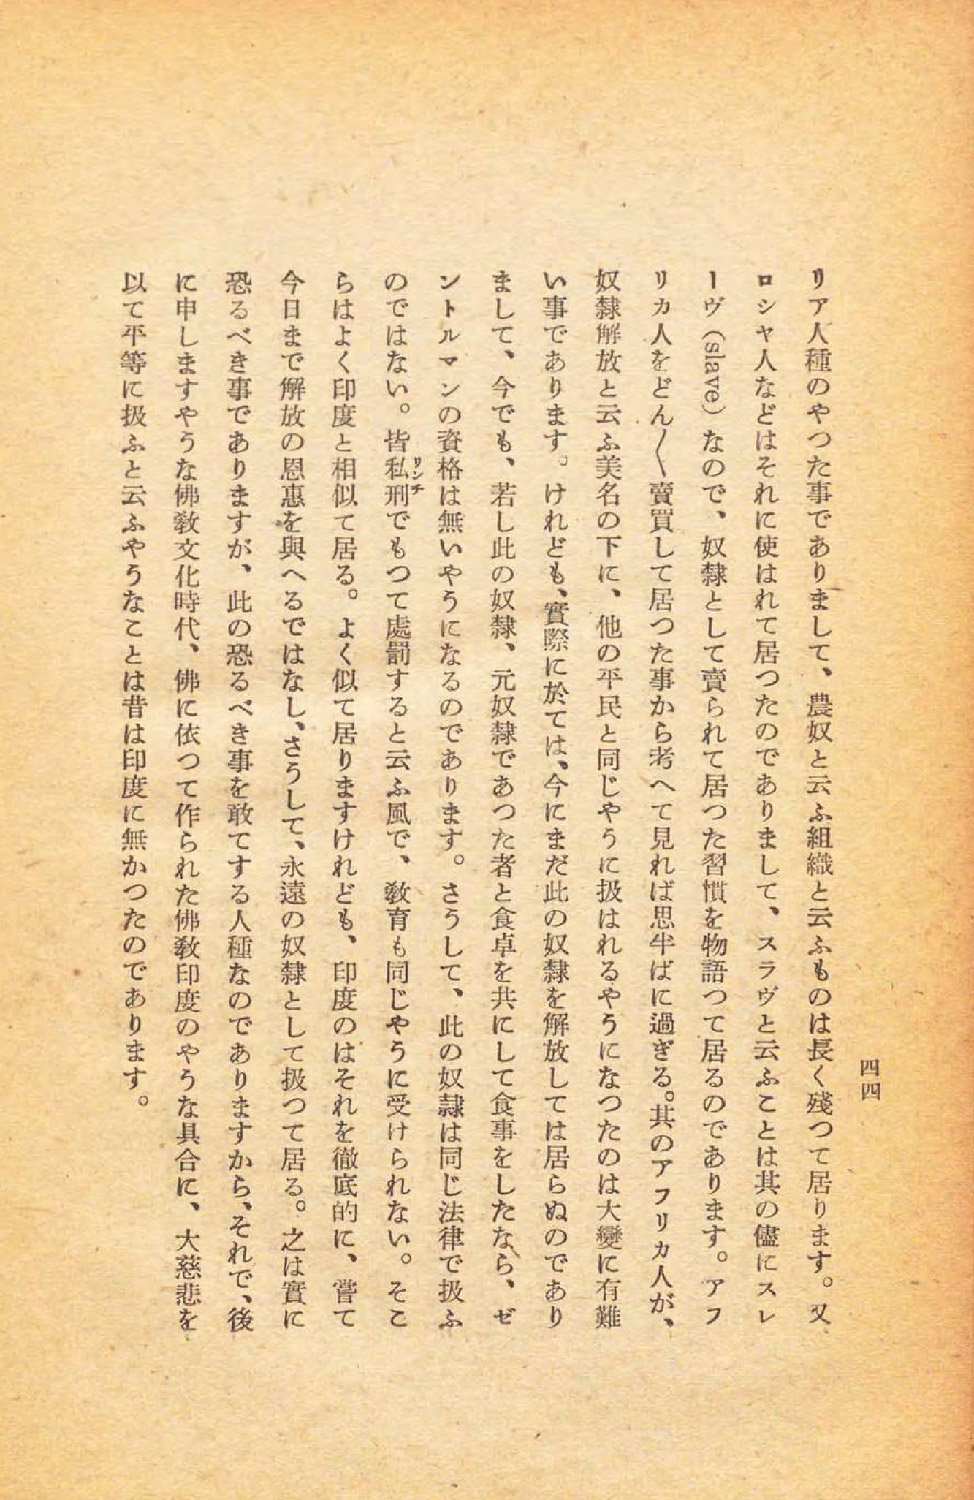 四四
リア人種のやつた事でありまして、農奴と云ふ組織と云ふものは長く殘つて居ります。又
ロシヤ人などはそれに使はれて居つたのでありまして、スラヴと云ふことは其の儘にスレ
ーヴ（slave）なので、奴隸として賣られて居つた習慣を物語つて居るのであります。アフ
リカ人をどん〱賣買して居つた事から考へて見れば思半ばに過ぎる。其のアフリカ人が、
奴隸解放と云ふ美名の下に、他の平民と同じやうに扱はれるやうになつたのは大變に有難
い事であります。けれども、實際に於ては、今にまだ此の奴隸を解放しては居らぬのであり
まして、今でも、若し此の奴隸、元奴隸であつた者と食卓を共にして食事をしたなら、ゼ
ントルマンの資格は無いやうになるのであります。さうして、此の奴隸は同じ法律で扱ふ
のではない。皆私刑リンチでもつて處罰すると云ふ風で、敎育も同じやうに受けられない。そこ
らはよく印度と相似て居る。よく似て居りますけれども、印度のはそれを徹底的に、嘗て
今日まで解放の恩惠を與へるではなし、さうして、永遠の奴隸として扱つて居る。之は實に
恐るべき事でありますが、此の恐るべき事を敢てする人種なのでありますから、それで、後
に申しますやうな佛敎文化時代、佛に依つて作られた佛敎印度のやうな具合に、大慈悲を
以て平等に扱ふと云ふやうなことは昔は印度に無かつたのであります。